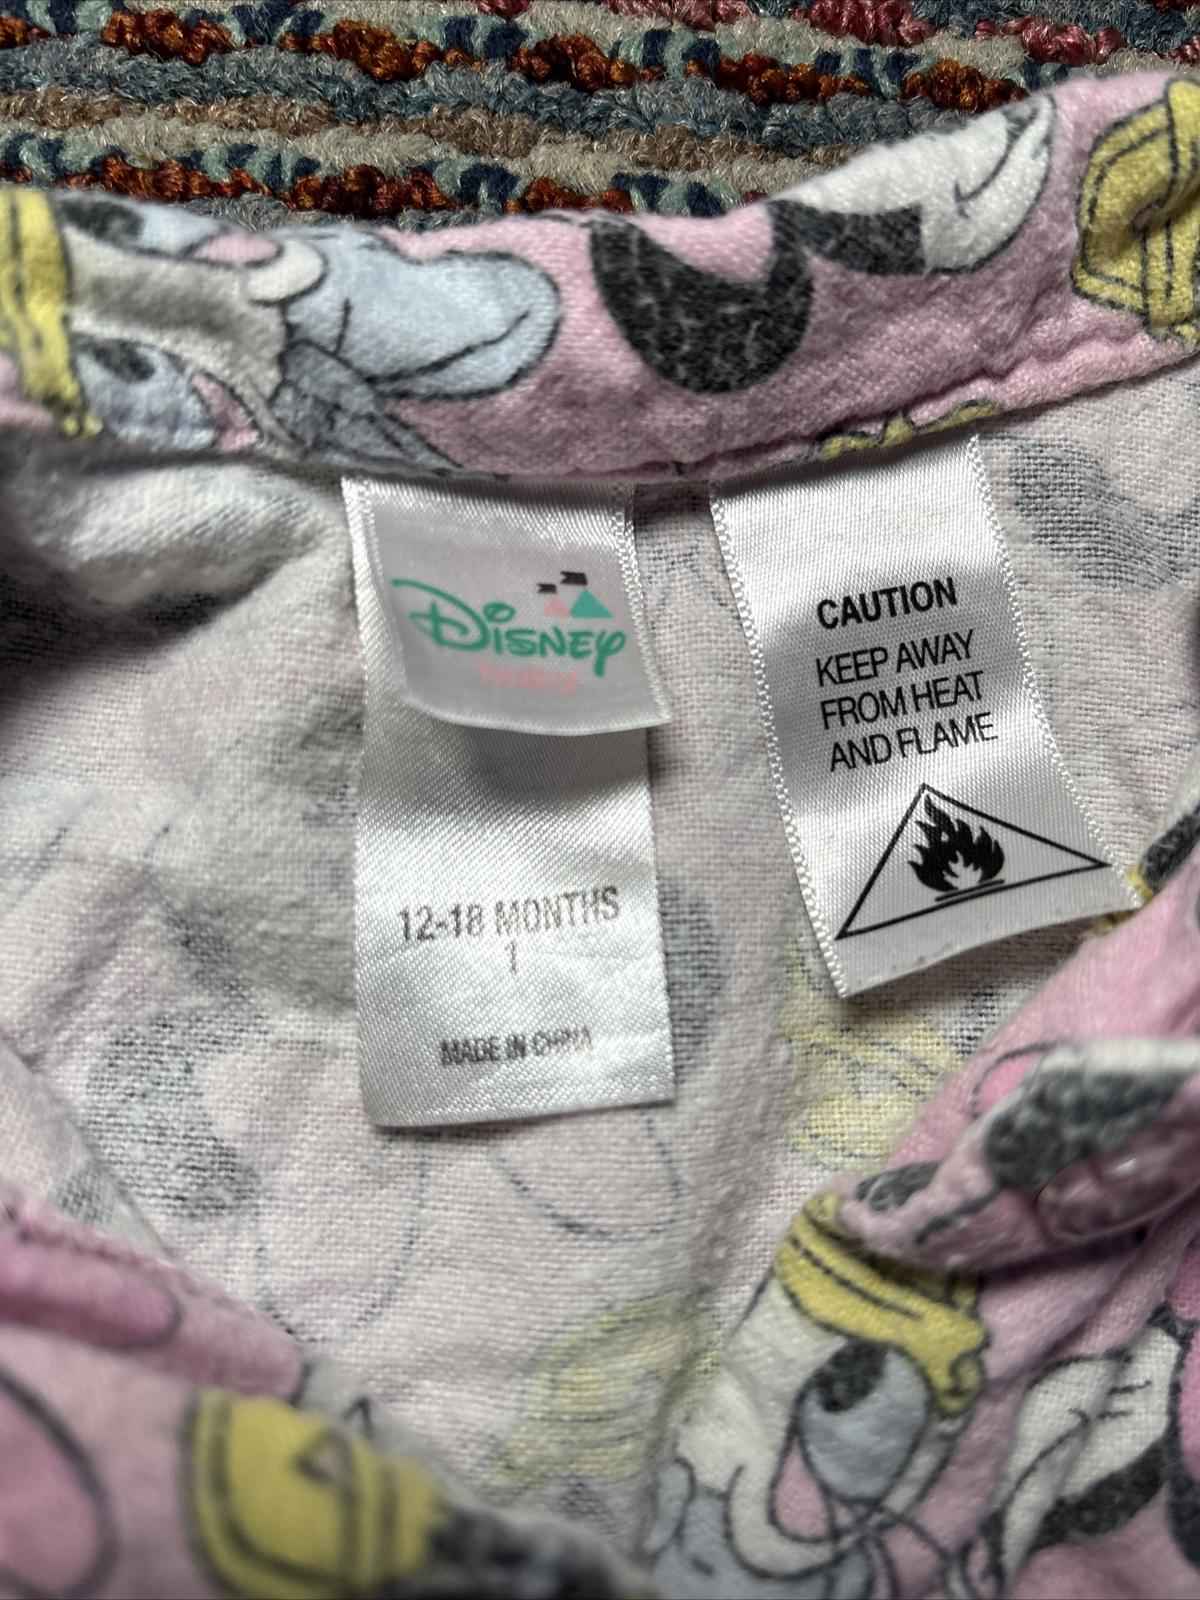 Disney
12-18 MONTHS
1
MADE IN CHINA
CAUTION
KEEP AWAY
FROM HEAT
AND FLAME